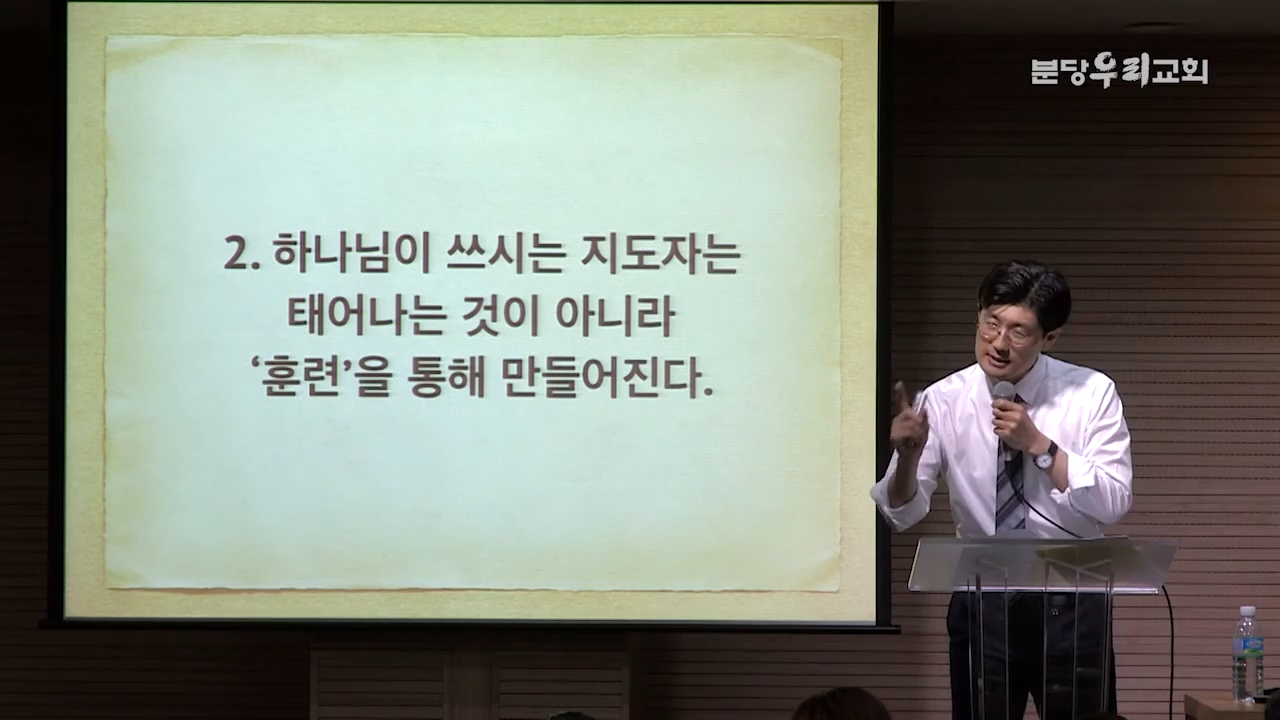 분당우리교회
2. 하나님이 쓰시는 지도자는
태어나는 것이 아니라
‘훈련’을 통해 만들어진다.